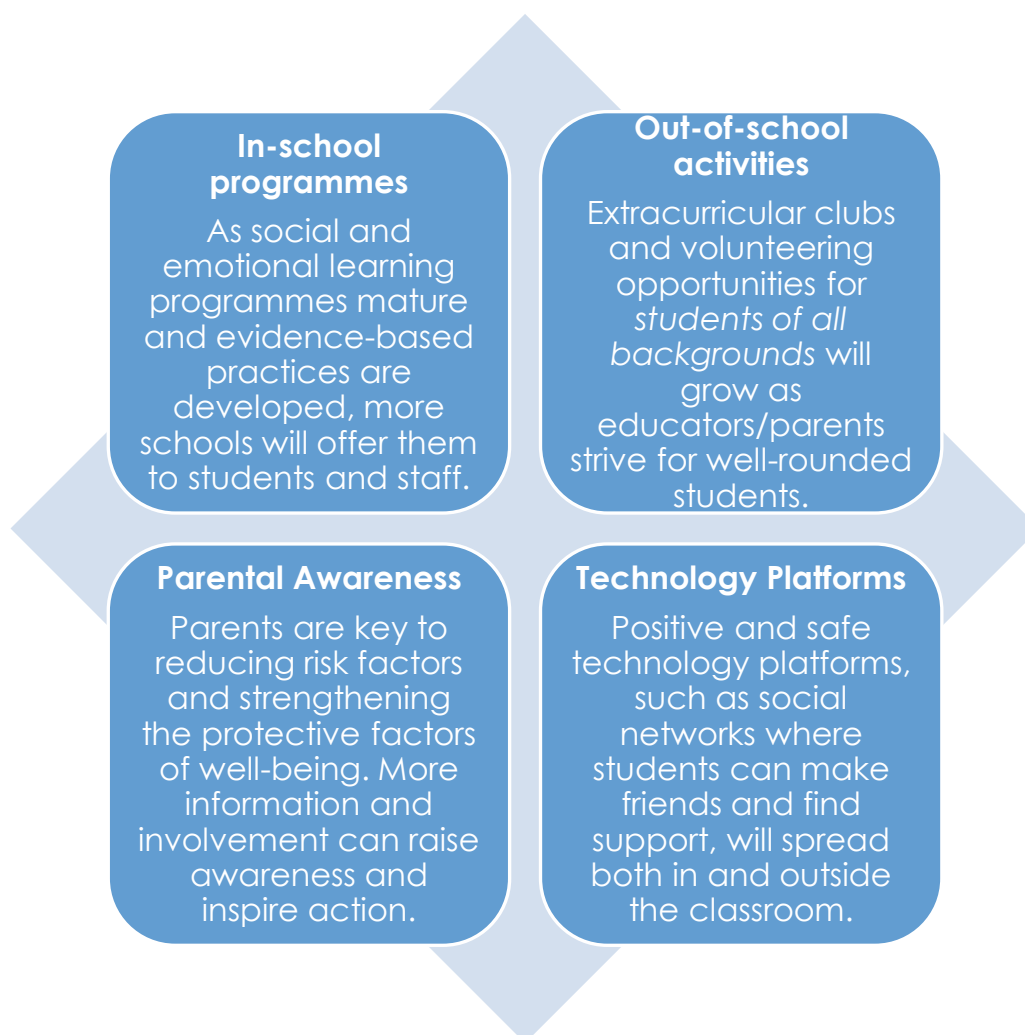 In-school
programmes
As social and
emotional learning
programmes mature
and evidence-based
practices are
developed, more
schools will offer them
to students and staff.
Out-of-school
activities
Extracurricular clubs
and volunteering
opportunities for
students of all
backgrounds will
grow as
educators/parents
strive for well-rounded
students.
Parental Awareness
Parents are key to
reducing risk factors
and strengthening
the protective factors
of well-being. More
information and
involvement can raise
awareness and
inspire action.
Technology Platforms
Positive and safe
technology platforms,
such as social
networks where
students can make
friends and find
support, will spread
both in and outside
the classroom.